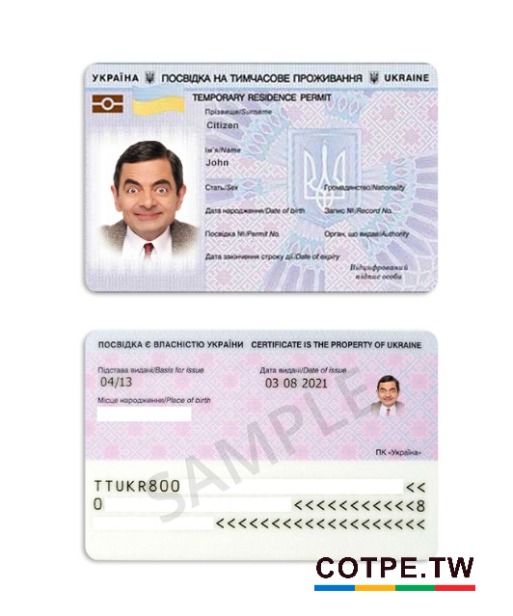 УКРАЇНА ПОСВІДКА НА ТИМЧАСОВЕ ПРОЖИВАННЯ UKRAINE
TEMPORARY RESIDENCE PERMIT
Прізвище/Surname
Citizen
Ім'я/Name
John
Стать/Sex Громадянство/Nationality
Дата народження/Date of birth Запис №/Record No.
Посвідка №/Permit No. Орган, що видав/Authority
Дата закінчення строку дії/Date of expiry
Відцифрований
підпис особи
ПОСВІДКА Є ВЛАСНІСТЮ УКРАЇНИ CERTIFICATE IS THE PROPERTY OF UKRAINE
Підстава видачі/Basis for issue Дата видачі/Date of issue
04/13 03 08 2021
Місце народження/Place of birth
SAMPLE
ПК «Україна»
TTUKR800 <<
0 <<<<<<<<<<<8
<<<<<<<<<<<<<<<<<<
COTPE.TW